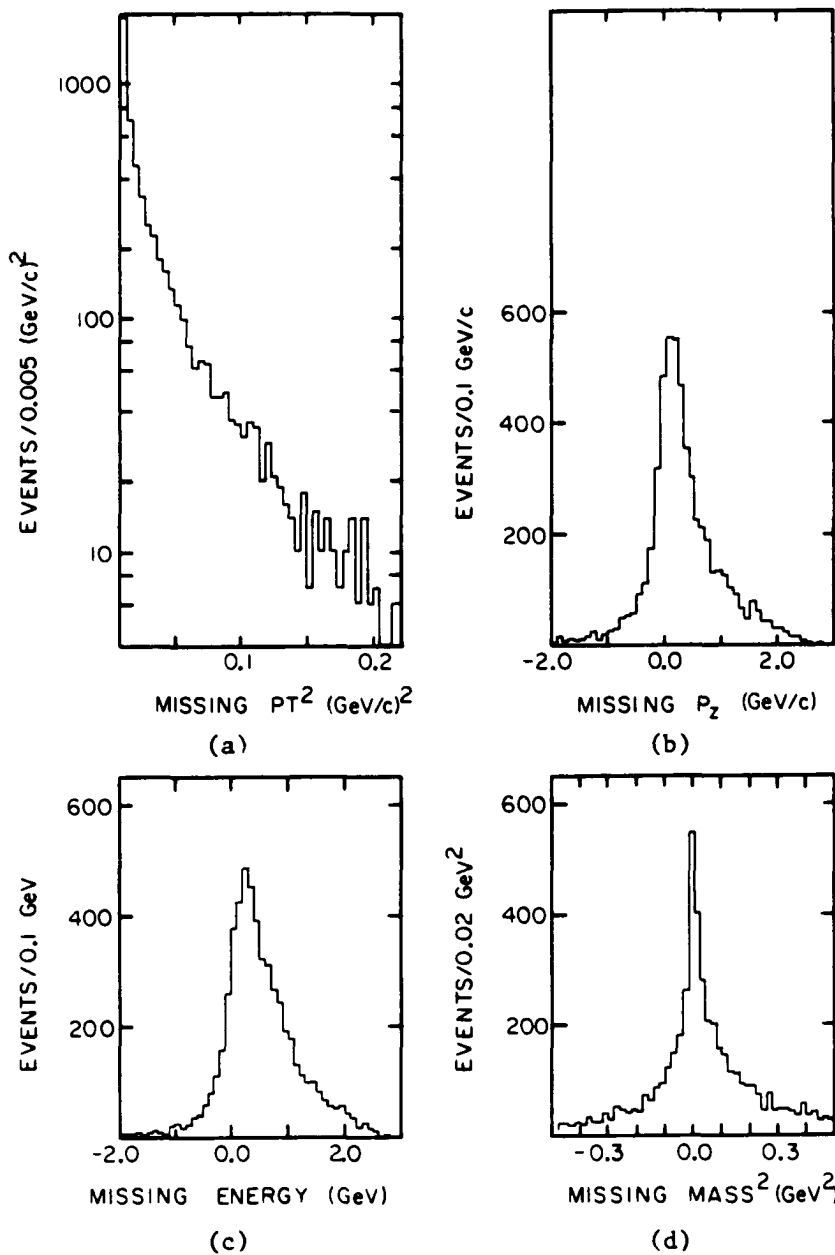 1000
100
10
EVENTS/0.005 (GeV/c)²
0.1 0.2
MISSING PT² (GeV/c)²
(a)
600
400
200
EVENTS/0.1 GeV/c
-2.0 0.0 2.0
MISSING Pz (GeV/c)
(b)
600
400
200
EVENTS/0.1 GeV
-2.0 0.0 2.0
MISSING ENERGY (GeV)
(c)
600
400
200
EVENTS/0.02 GeV²
-0.3 0.0 0.3
MISSING MASS² (GeV²)
(d)